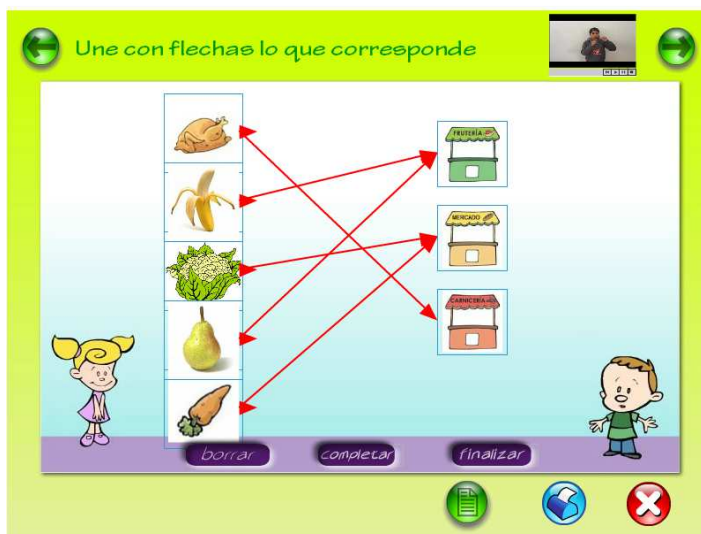 Une con flechas lo que corresponde
FRUTERÍA
MERCADO
CARNICERÍA
borrar
completar
finalizar